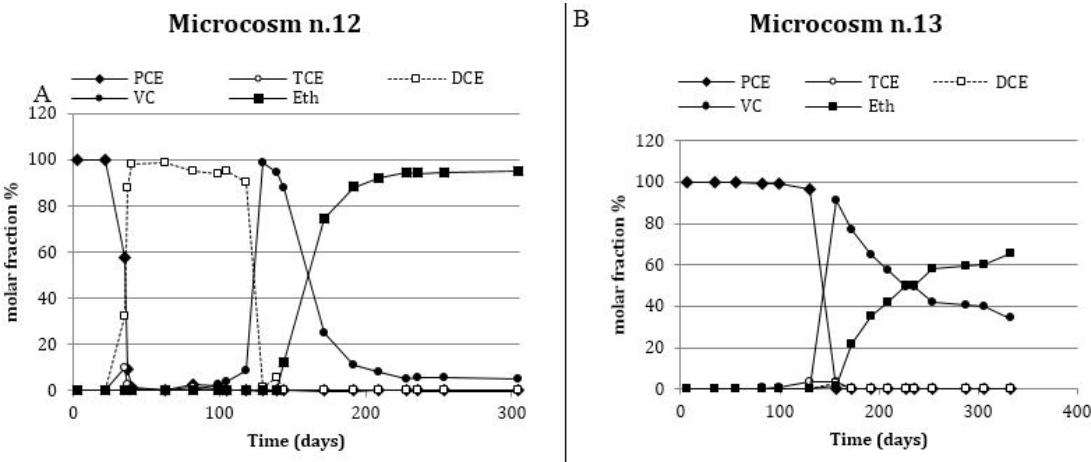 Microcosm n.12
PCE
TCE
DCE
VC
Eth
A
120
100
80
60
40
20
0
molar fraction %
0
100
200
300
Time (days)
B
Microcosm n.13
PCE
TCE
DCE
VC
Eth
120
100
80
60
40
20
0
molar fraction %
0
100
200
300
400
Time (days)